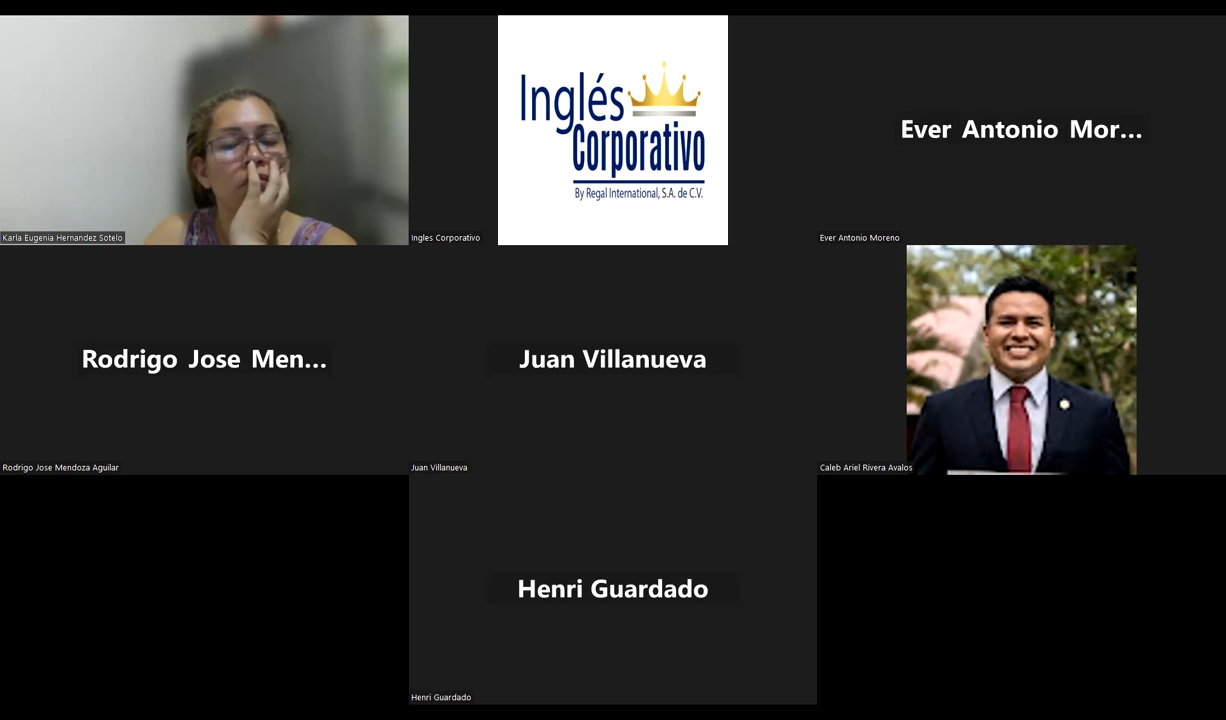 Inglés
Corporativo
By Regal International, S.A. de C.V.
Ever Antonio Mor...
Karla Eugenia Hernandez Sotelo
Ingles Corporativo
Ever Antonio Moreno
Rodrigo Jose Men...
Juan Villanueva
Rodrigo Jose Mendoza Aguilar
Juan Villanueva
Caleb Ariel Rivera Avalos
Henri Guardado
Henri Guardado